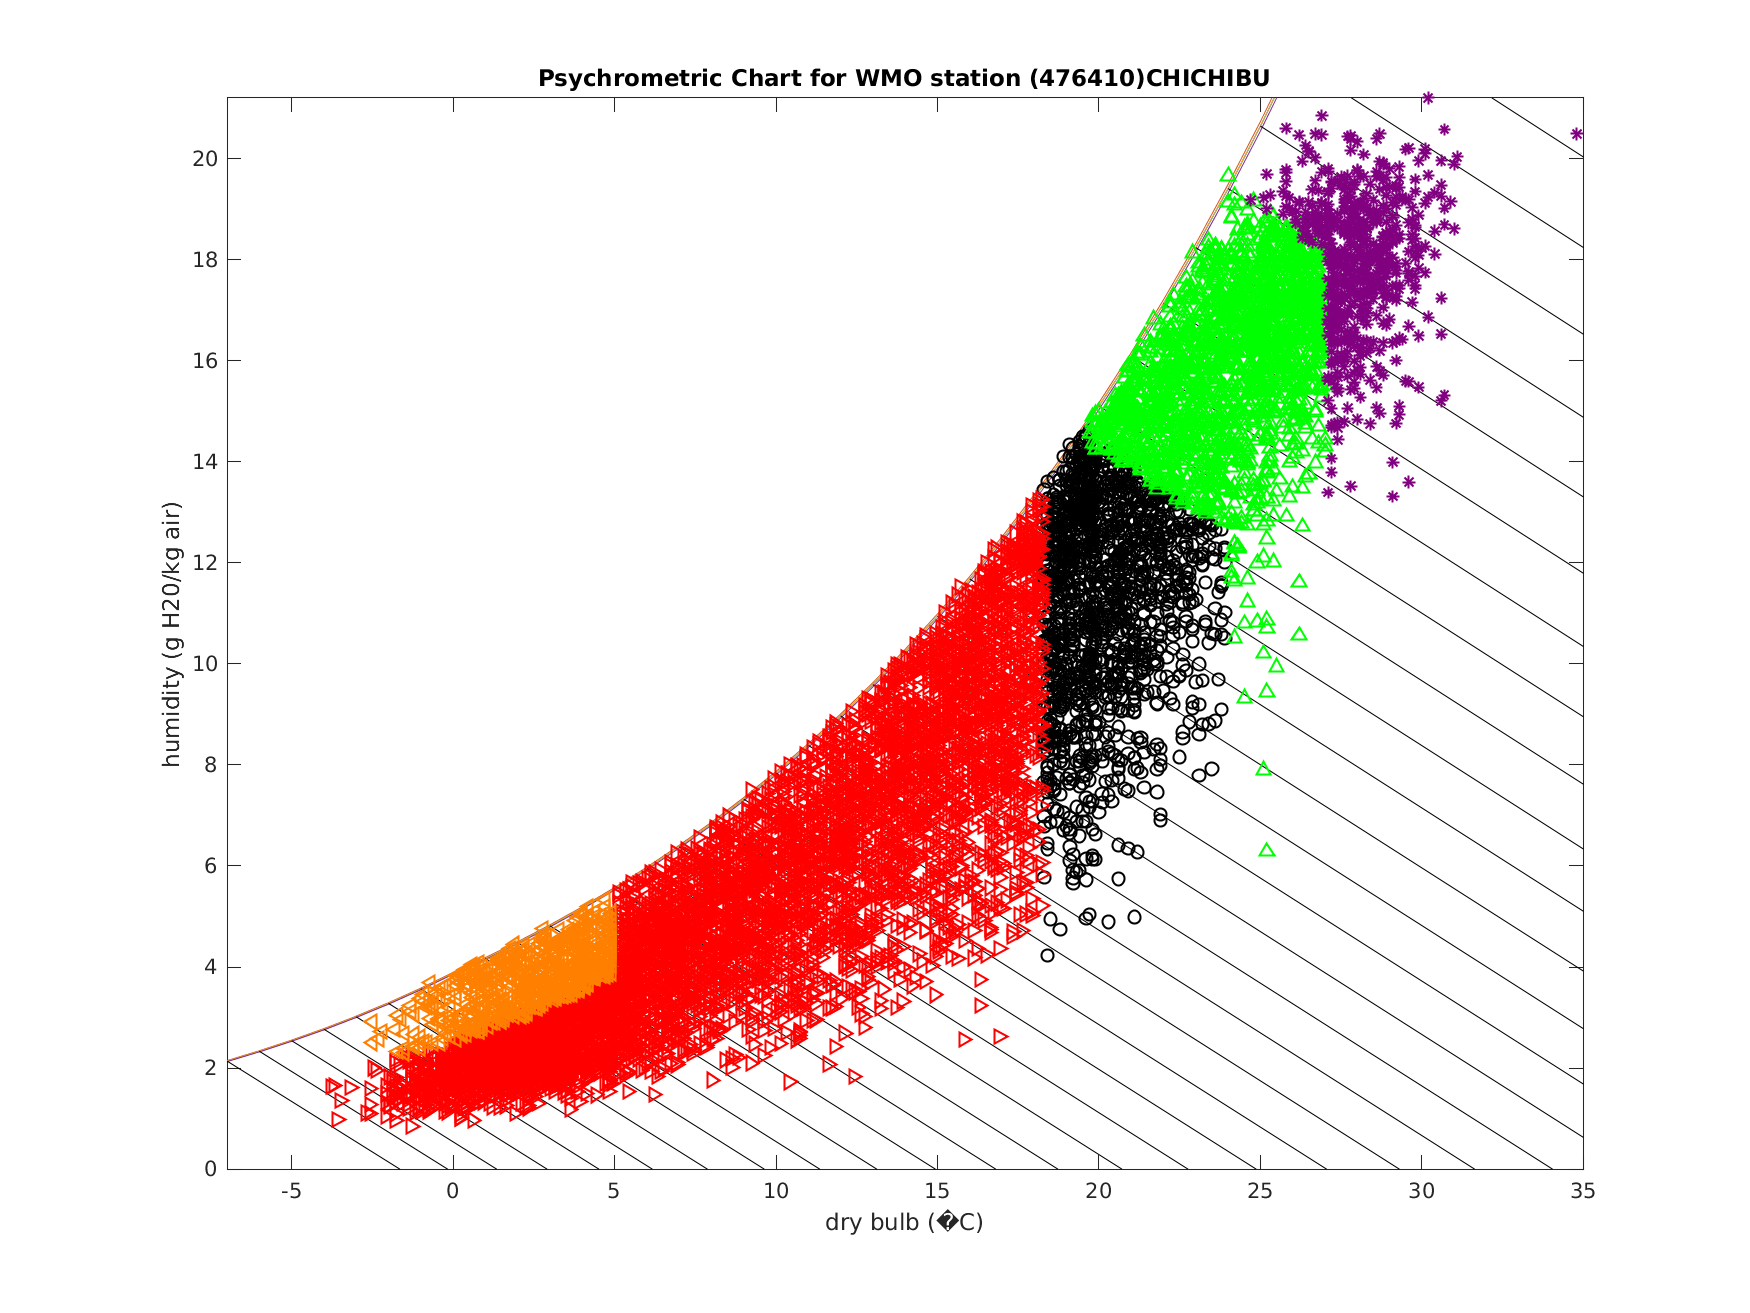 Psychrometric Chart for WMO station (476410)CHICHIBU
humidity (g H20/kg air)
20
18
16
14
12
10
8
6
4
2
0
-5 0 5 10 15 20 25 30 35
dry bulb (�C)